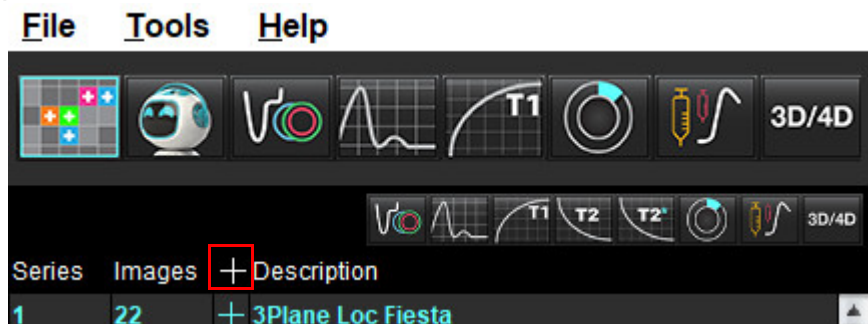 File Tools Help
T1 3D/4D
T1 T2 T2* 3D/4D
Series Images Description
1 22 3Plane Loc Fiesta